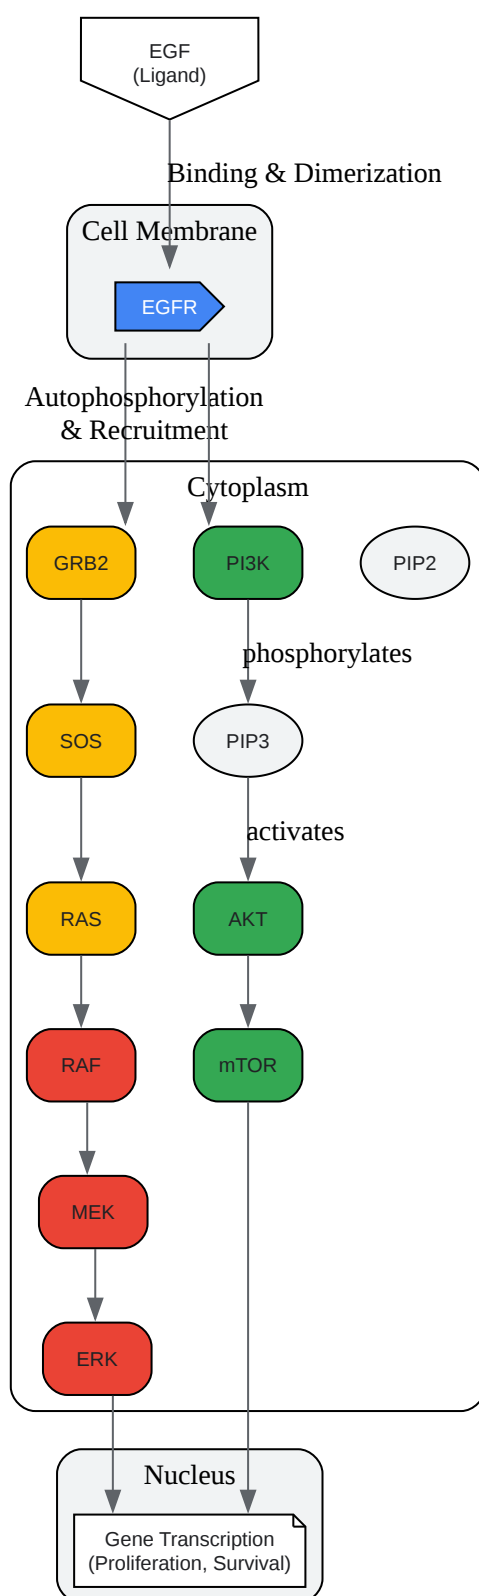 EGF
(Ligand)
Binding & Dimerization
Cell Membrane
EGFR
Autophosphorylation
& Recruitment
Cytoplasm
GRB2
PI3K
PIP2
phosphorylates
SOS
PIP3
activates
RAS
AKT
RAF
mTOR
MEK
ERK
Nucleus
Gene Transcription
(Proliferation, Survival)